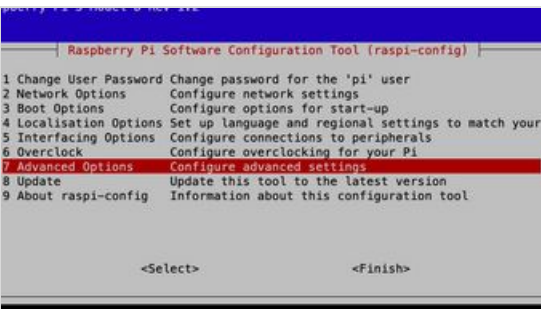 Raspberry Pi Software Configuration Tool (raspi-config)
1 Change User Password Change password for the 'pi' user
2 Network Options Configure network settings
3 Boot Options Configure options for start-up
4 Localisation Options Set up language and regional settings to match your
5 Interfacing Options Configure connections to peripherals
6 Overclock Configure overclocking for your Pi
7 Advanced Options Configure advanced settings
8 Update Update this tool to the latest version
9 About raspi-config Information about this configuration tool
<Select> <Finish>